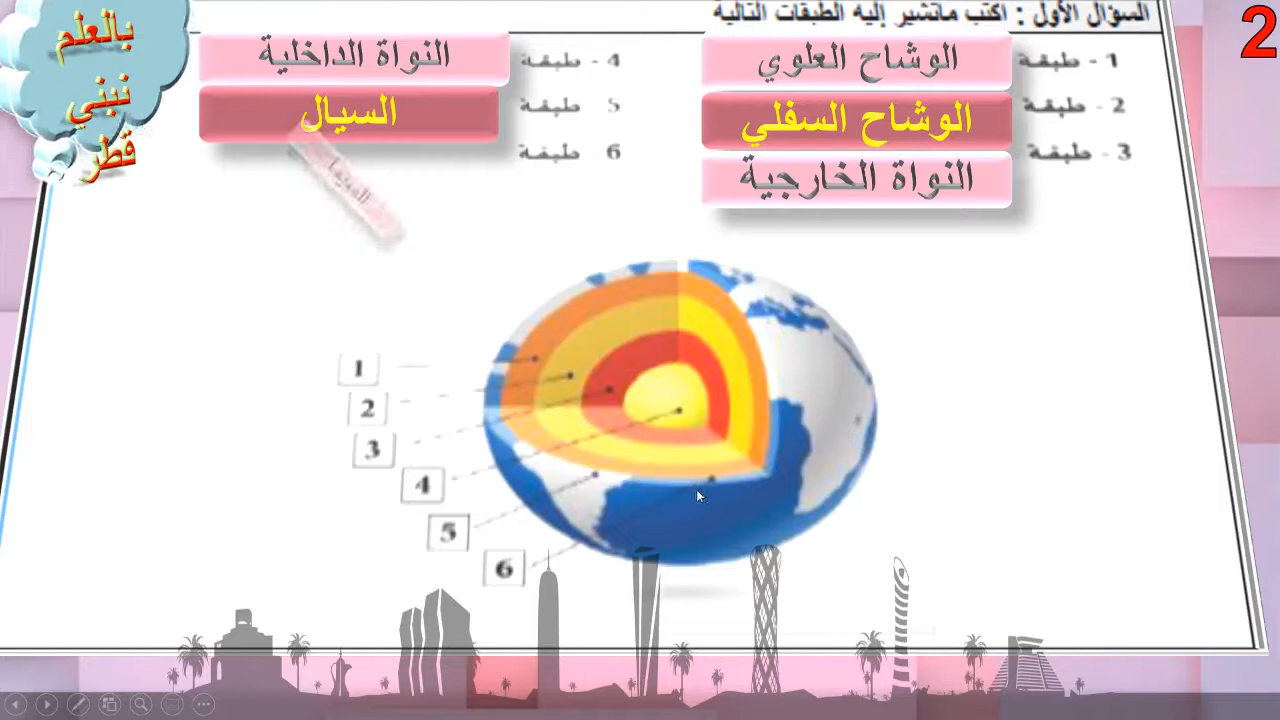 2
بالعلم
نبني
قطر
السؤال الأول : اكتب ماتشير إليه الطبقات التالية
1 - طبقة الوشاح العلوي
2 - طبقة الوشاح السفلي
3 - طبقة النواة الخارجية
4 - طبقة النواة الداخلية
5 طبقة السيال
6 - طبقة
1
2
3
4
5
6